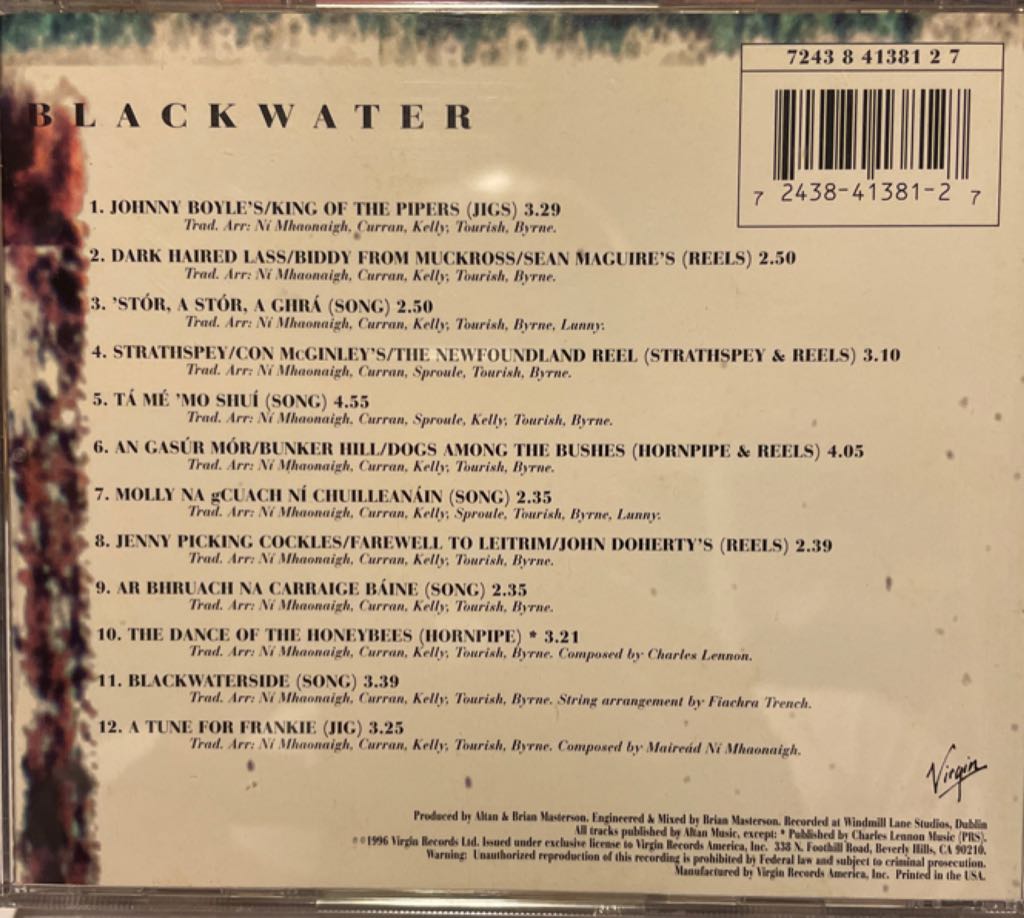 7243 8 41381 2 7
BLACKWATER
7 2438-41381-2 7
1. JOHNNY BOYLE'S/KING OF THE PIPERS (JIGS) 3.29
Trad. Arr: Ní Mhaonaigh, Curran, Kelly, Tourish, Byrne.
2. DARK HAIRED LASS/BIDDY FROM MUCKROSS/SEAN MAGUIRE'S (REELS) 2.50
Trad. Arr: Ní Mhaonaigh, Curran, Kelly, Tourish, Byrne.
3. 'STÓR, A STÓR, A GHRÁ (SONG) 2.50
Trad. Arr: Ní Mhaonaigh, Curran, Kelly, Tourish, Byrne, Lunny.
4. STRATHSPEY/CON McGINLEY'S/THE NEWFOUNDLAND REEL (STRATHSPEY & REELS) 3.10
Trad. Arr: Ní Mhaonaigh, Curran, Sproule, Tourish, Byrne.
5. TÁ MÉ 'MO SHUÍ (SONG) 4.55
Trad. Arr: Ní Mhaonaigh, Curran, Sproule, Kelly, Tourish, Byrne.
6. AN GASÚR MÓR/BUNKER HILL/DOGS AMONG THE BUSHES (HORNPIPE & REELS) 4.05
Trad. Arr: Ní Mhaonaigh, Curran, Kelly, Tourish, Byrne.
7. MOLLY NA gCUACH NÍ CHUILLEANÁIN (SONG) 2.35
Trad. Arr: Ní Mhaonaigh, Curran, Kelly, Sproule, Tourish, Byrne, Lunny.
8. JENNY PICKING COCKLES/FAREWELL TO LEITRIM/JOHN DOHERTY'S (REELS) 2.39
Trad. Arr: Ní Mhaonaigh, Curran, Kelly, Tourish, Byrne.
9. AR BHRUACH NA CARRAIGE BÁINE (SONG) 2.35
Trad. Arr: Ní Mhaonaigh, Curran, Kelly, Tourish, Byrne.
10. THE DANCE OF THE HONEYBEES (HORNPIPE) * 3.21
Trad. Arr: Ní Mhaonaigh, Curran, Kelly, Tourish, Byrne. Composed by Charles Lennon.
11. BLACKWATERSIDE (SONG) 3.39
Trad. Arr: Ní Mhaonaigh, Curran, Kelly, Tourish, Byrne. String arrangement by Fiachra Trench.
12. A TUNE FOR FRANKIE (JIG) 3.25
Trad. Arr: Ní Mhaonaigh, Curran, Kelly, Tourish, Byrne. Composed by Mairéad Ní Mhaonaigh.
Virgin
Produced by Altan & Brian Masterson. Engineered & Mixed by Brian Masterson. Recorded at Windmill Lane Studios, Dublin
All tracks published by Altan Music, except: * Published by Charles Lennon Music (PRS).
℗©1996 Virgin Records Ltd. Issued under exclusive license to Virgin Records America, Inc. 338 N. Foothill Road, Beverly Hills, CA 90210.
Warning: Unauthorized reproduction of this recording is prohibited by Federal law and subject to criminal prosecution.
Manufactured by Virgin Records America, Inc. Printed in the USA.